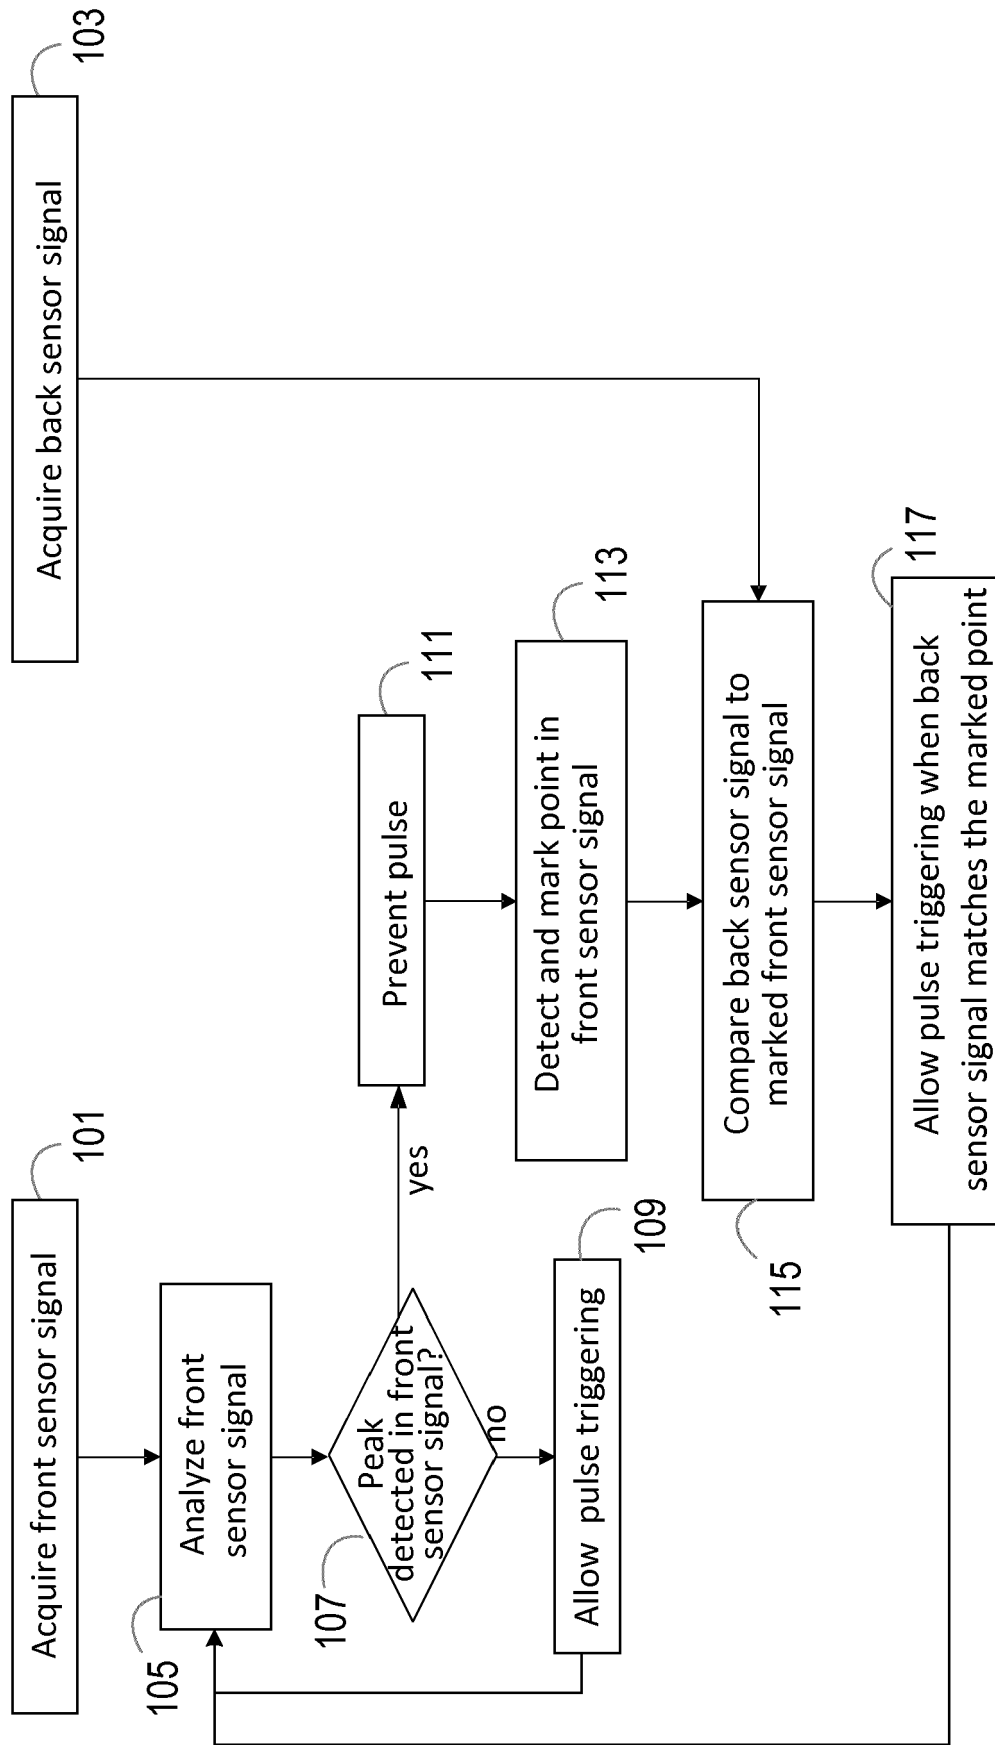 Acquire front sensor signal
101
Acquire back sensor signal
103
Analyze front
sensor signal
105
Peak
detected in front
sensor signal?
107
yes
no
Prevent pulse
111
Allow pulse triggering
109
Detect and mark point in
front sensor signal
113
Compare back sensor signal to
marked front sensor signal
115
Allow pulse triggering when back
sensor signal matches the marked point
117